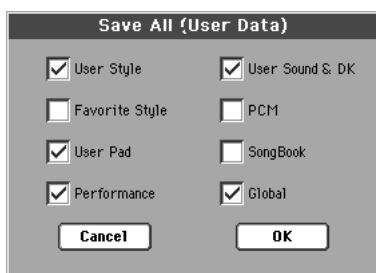 Save All (User Data)
User Style
User Sound & DK
Favorite Style
PCM
User Pad
SongBook
Performance
Global
Cancel
OK